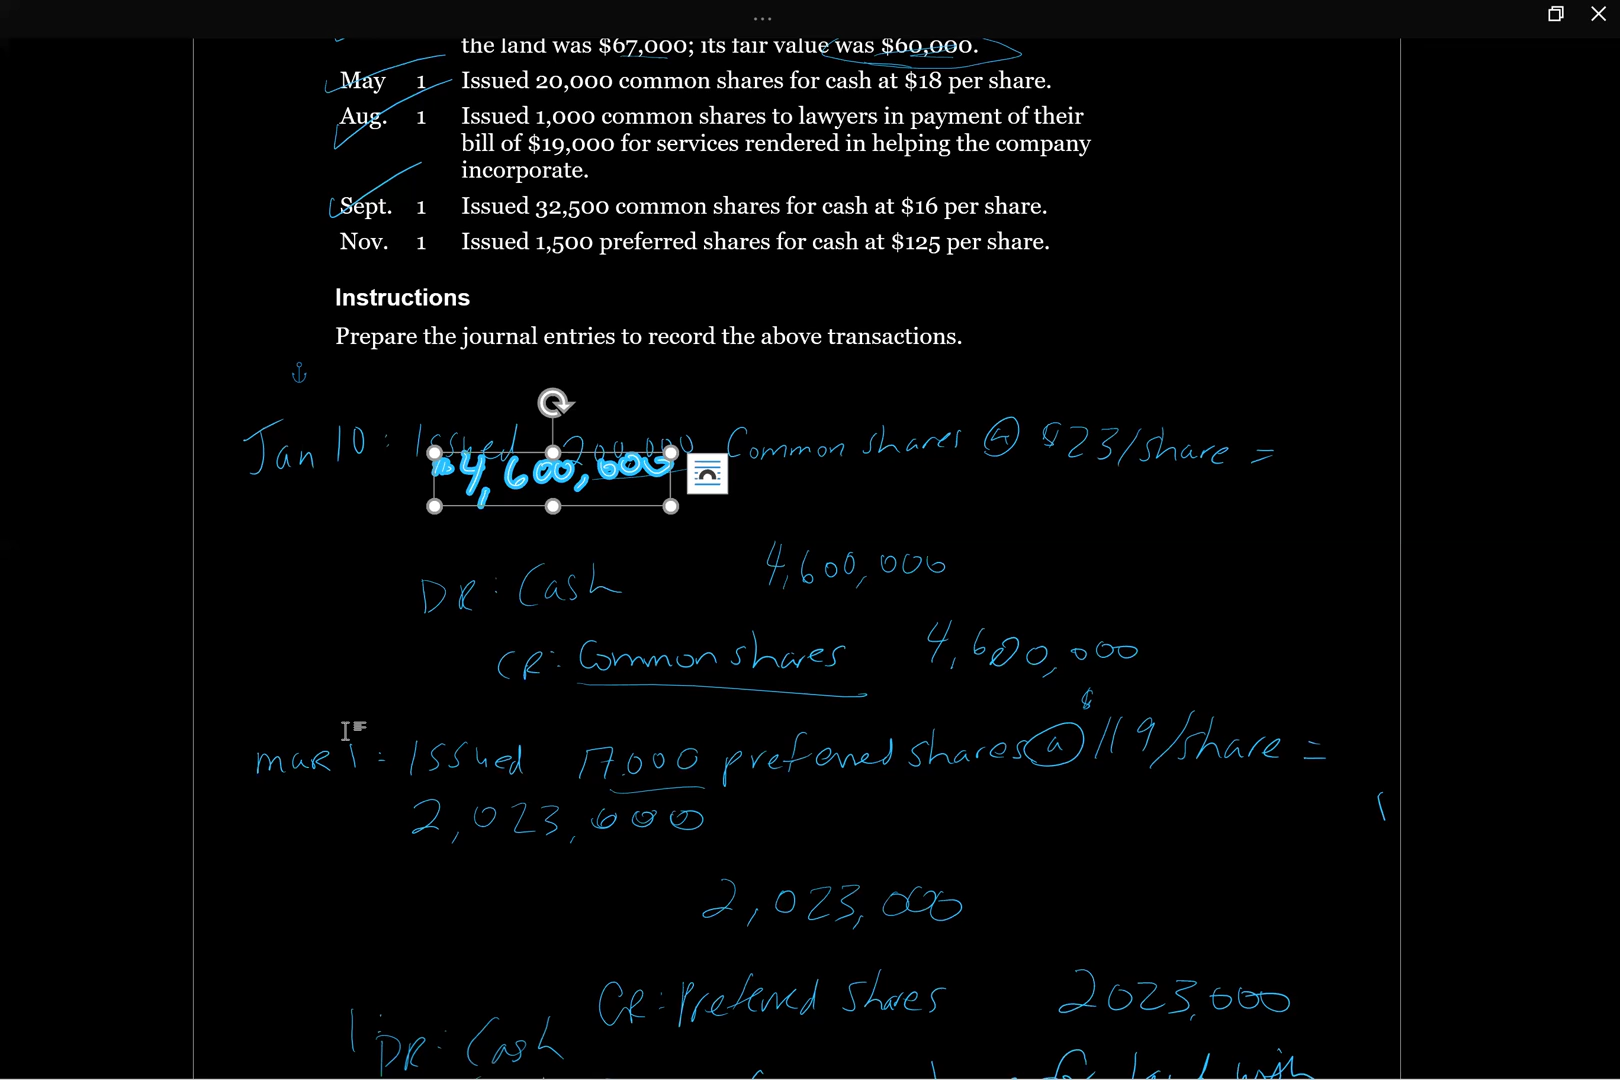 the land was $67,000; its fair value was $60,000.
May 1 Issued 20,000 common shares for cash at $18 per share.
Aug. 1 Issued 1,000 common shares to lawyers in payment of their
bill of $19,000 for services rendered in helping the company
incorporate.
Sept. 1 Issued 32,500 common shares for cash at $16 per share.
Nov. 1 Issued 1,500 preferred shares for cash at $125 per share.
Instructions
Prepare the journal entries to record the above transactions.
Jan 10: Issued 200,000 Common shares @ $23/share =
$4,600,000
DR: Cash 4,600,000
CR: Common shares 4,600,000
mar 1: Issued 17,000 preferred shares @ $119/share =
2,023,000
2,023,000
CR: Preferred shares 2023,000
DR: Cash
for land with